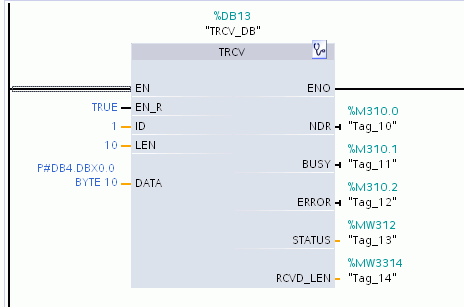 %DB13
"TRCV_DB"
TRCV
EN
ENO
TRUE
EN_R
%M310.0
NDR
"Tag_10"
1
ID
10
LEN
%M310.1
BUSY
"Tag_11"
P#DB4.DBX0.0
BYTE 10
DATA
%M310.2
ERROR
"Tag_12"
%MW312
STATUS
"Tag_13"
%MW3314
RCVD_LEN
"Tag_14"